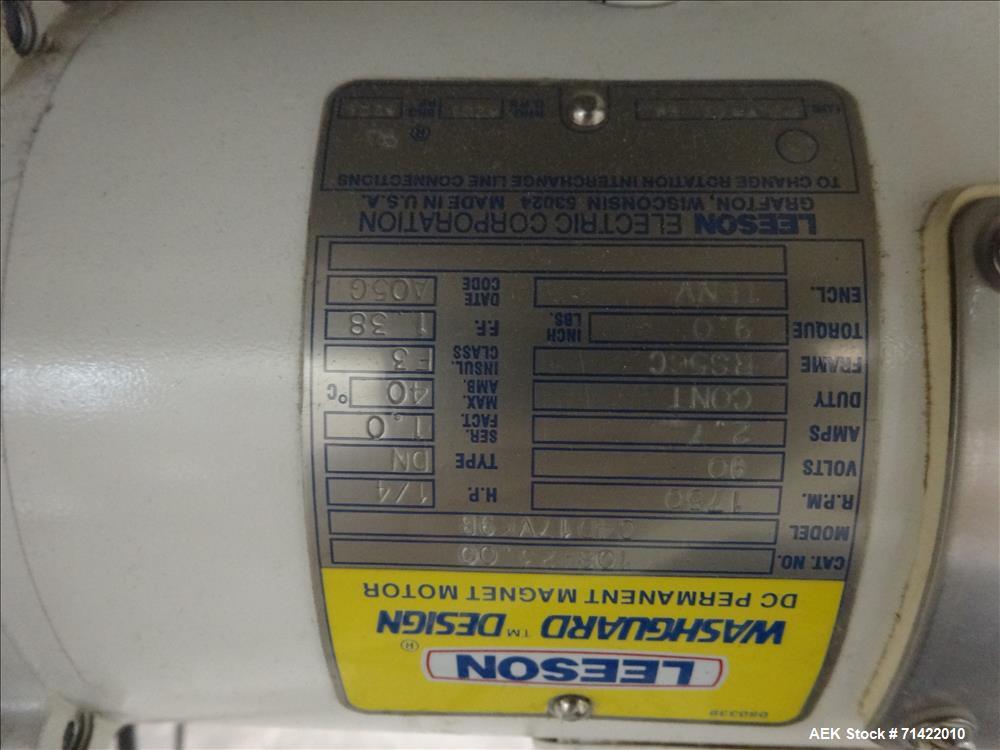 080339
LEESON ®
WASHGUARD ™ DESIGN
DC PERMANENT MAGNET MOTOR
CAT. NO.
MODEL
R.P.M. 1750 H.P. 1/4
VOLTS 90 TYPE DN
AMPS 2.7 SER. FACT. 1.0
DUTY CONT MAX. AMB. 40 °C
FRAME RS56C INSUL. CLASS F3
TORQUE 9.0 INCH LBS. F.F. 1.38
ENCL. TENV DATE CODE A05G
LEESON ELECTRIC CORPORATION
GRAFTON, WISCONSIN 53024 MADE IN U.S.A.
TO CHANGE ROTATION INTERCHANGE LINE CONNECTIONS
AEK Stock # 71422010